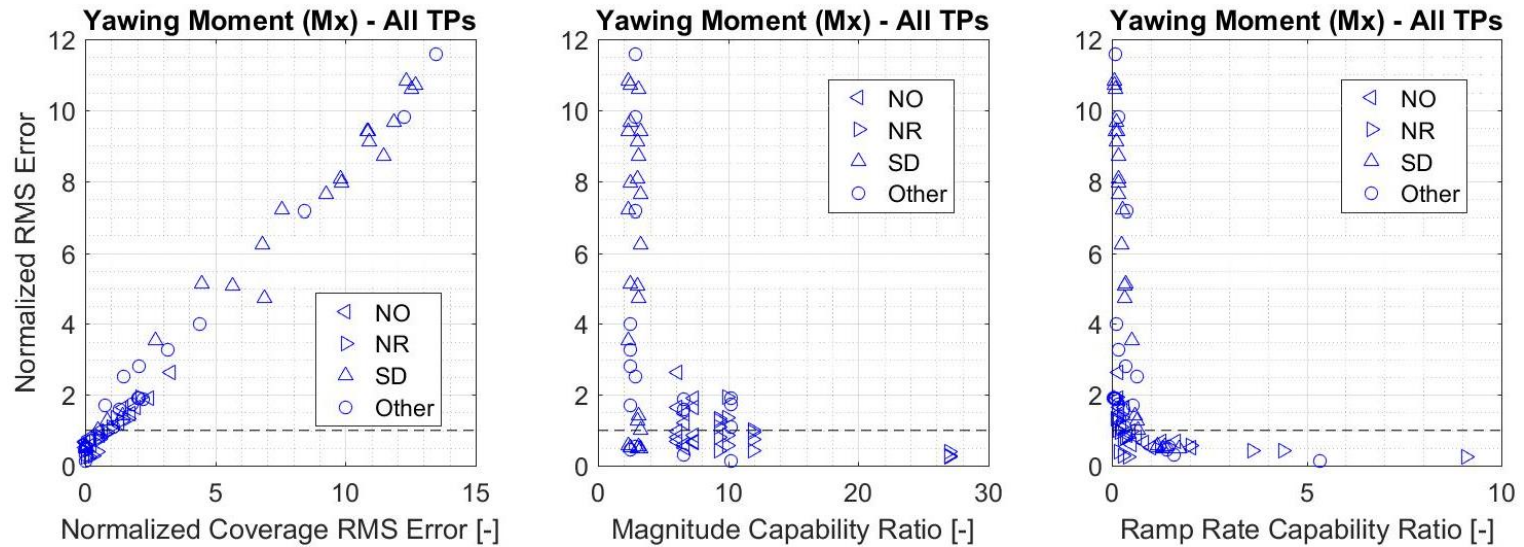 Yawing Moment (Mx) - All TPs
Normalized RMS Error
12
10
8
6
4
2
0
NO
NR
SD
Other
0
5
10
15
Normalized Coverage RMS Error [-]
Yawing Moment (Mx) - All TPs
12
10
8
6
4
2
0
NO
NR
SD
Other
0
10
20
30
Magnitude Capability Ratio [-]
Yawing Moment (Mx) - All TPs
12
10
8
6
4
2
0
NO
NR
SD
Other
0
5
10
Ramp Rate Capability Ratio [-]